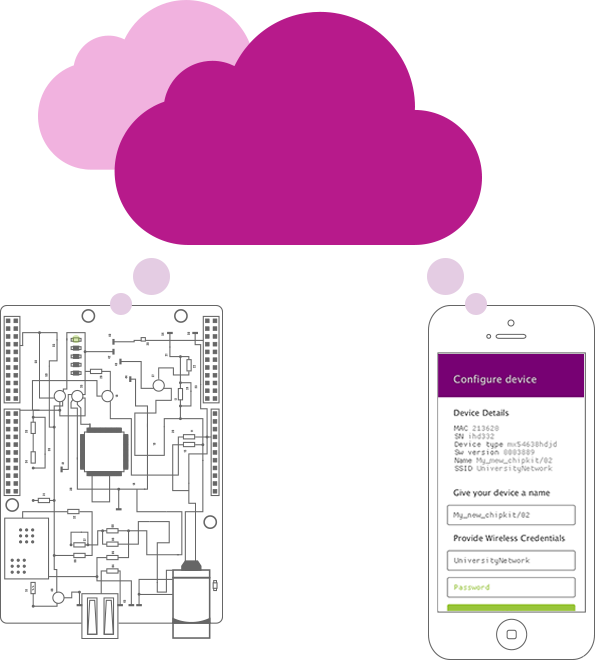 Configure device
Device Details
MAC 213620
SN ihd332
Device type mx54638hdjd
Sw version 0803889
Name My_new_chipkit/02
SSID UniversityNetwork
Give your device a name
My_new_chipkit/02
Provide Wireless Credentials
UniversityNetwork
Password